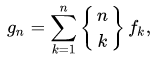 $$g_n = \sum_{k=1}^{n} \left\{ {n \atop k} \right\} f_k,$$